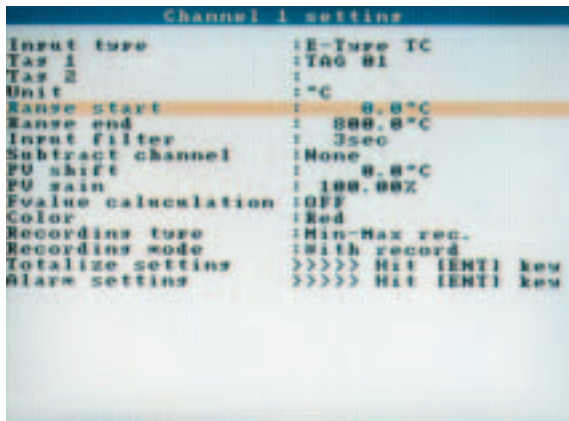 Channel 1 setting
Input type :E-Type TC
Tag 1 :TAG 01
Tag 2 :
Unit :°C
Range start : 0.0°C
Range end : 800.0°C
Input filter : 3sec
Subtract channel :None
PV shift : 0.0°C
PV gain : 100.00%
Fvalue caluculation :OFF
Color :Red
Recording type :Min-Max rec.
Recording mode :With record
Totalize setting >>>>> Hit [ENT] key
Alarm setting >>>>> Hit [ENT] key